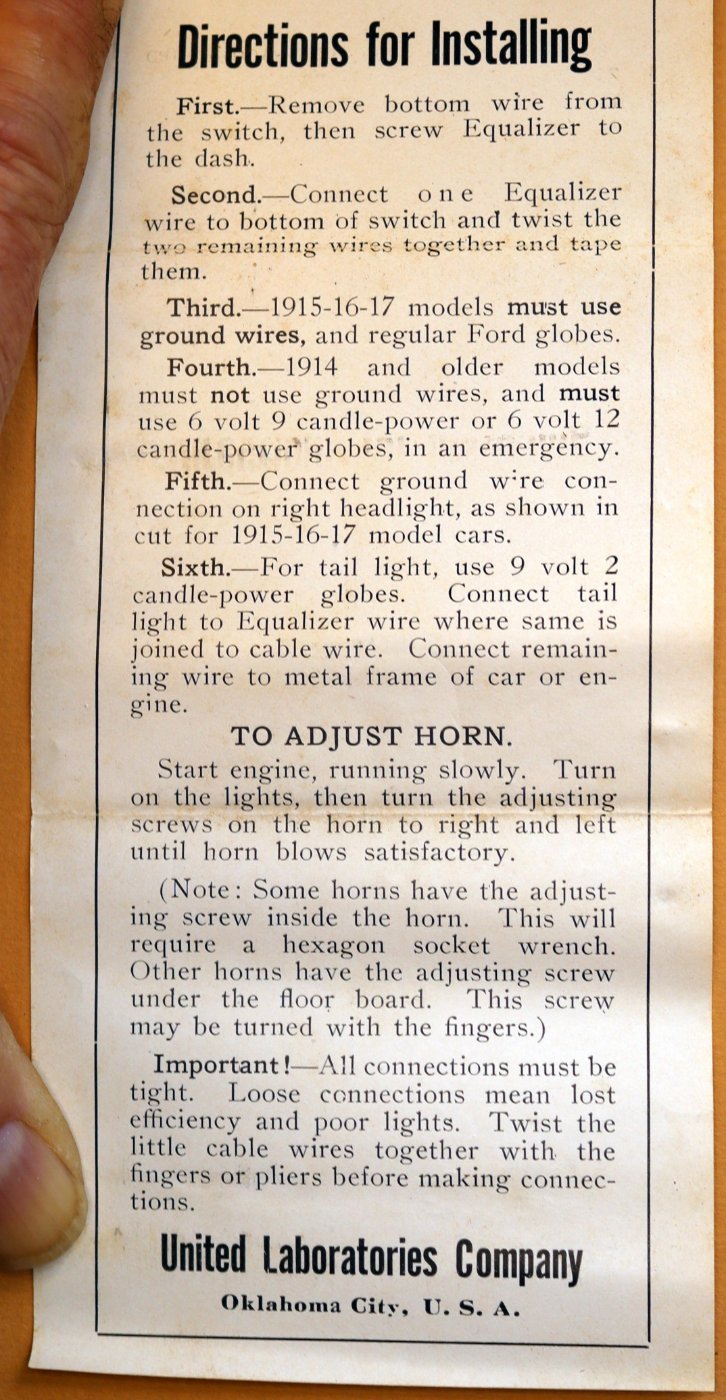 Directions for Installing
First.—Remove bottom wire from
the switch, then screw Equalizer to
the dash.
Second.—Connect one Equalizer
wire to bottom of switch and twist the
two remaining wires together and tape
them.
Third.—1915-16-17 models must use
ground wires, and regular Ford globes.
Fourth.—1914 and older models
must not use ground wires, and must
use 6 volt 9 candle-power or 6 volt 12
candle-power globes, in an emergency.
Fifth.—Connect ground wire con-
nection on right headlight, as shown in
cut for 1915-16-17 model cars.
Sixth.—For tail light, use 9 volt 2
candle-power globes. Connect tail
light to Equalizer wire where same is
joined to cable wire. Connect remain-
ing wire to metal frame of car or en-
gine.
TO ADJUST HORN.
Start engine, running slowly. Turn
on the lights, then turn the adjusting
screws on the horn to right and left
until horn blows satisfactory.
(Note: Some horns have the adjust-
ing screw inside the horn. This will
require a hexagon socket wrench.
Other horns have the adjusting screw
under the floor board. This screw
may be turned with the fingers.)
Important!—All connections must be
tight. Loose connections mean lost
efficiency and poor lights. Twist the
little cable wires together with the
fingers or pliers before making connec-
tions.
United Laboratories Company
Oklahoma City, U. S. A.